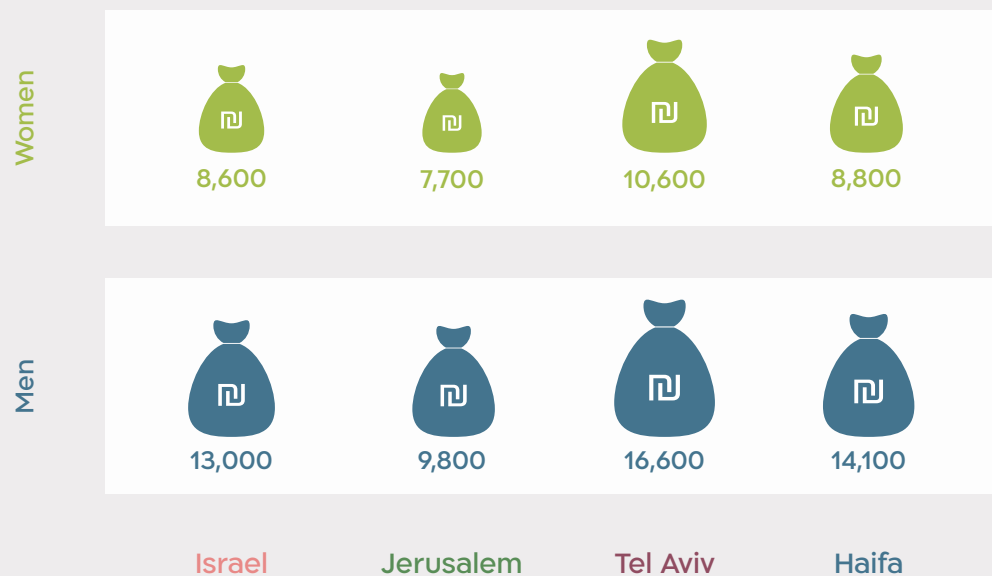 Women
₪ ₪ ₪ ₪
8,600 7,700 10,600 8,800
Men
₪ ₪ ₪ ₪
13,000 9,800 16,600 14,100
Israel Jerusalem Tel Aviv Haifa